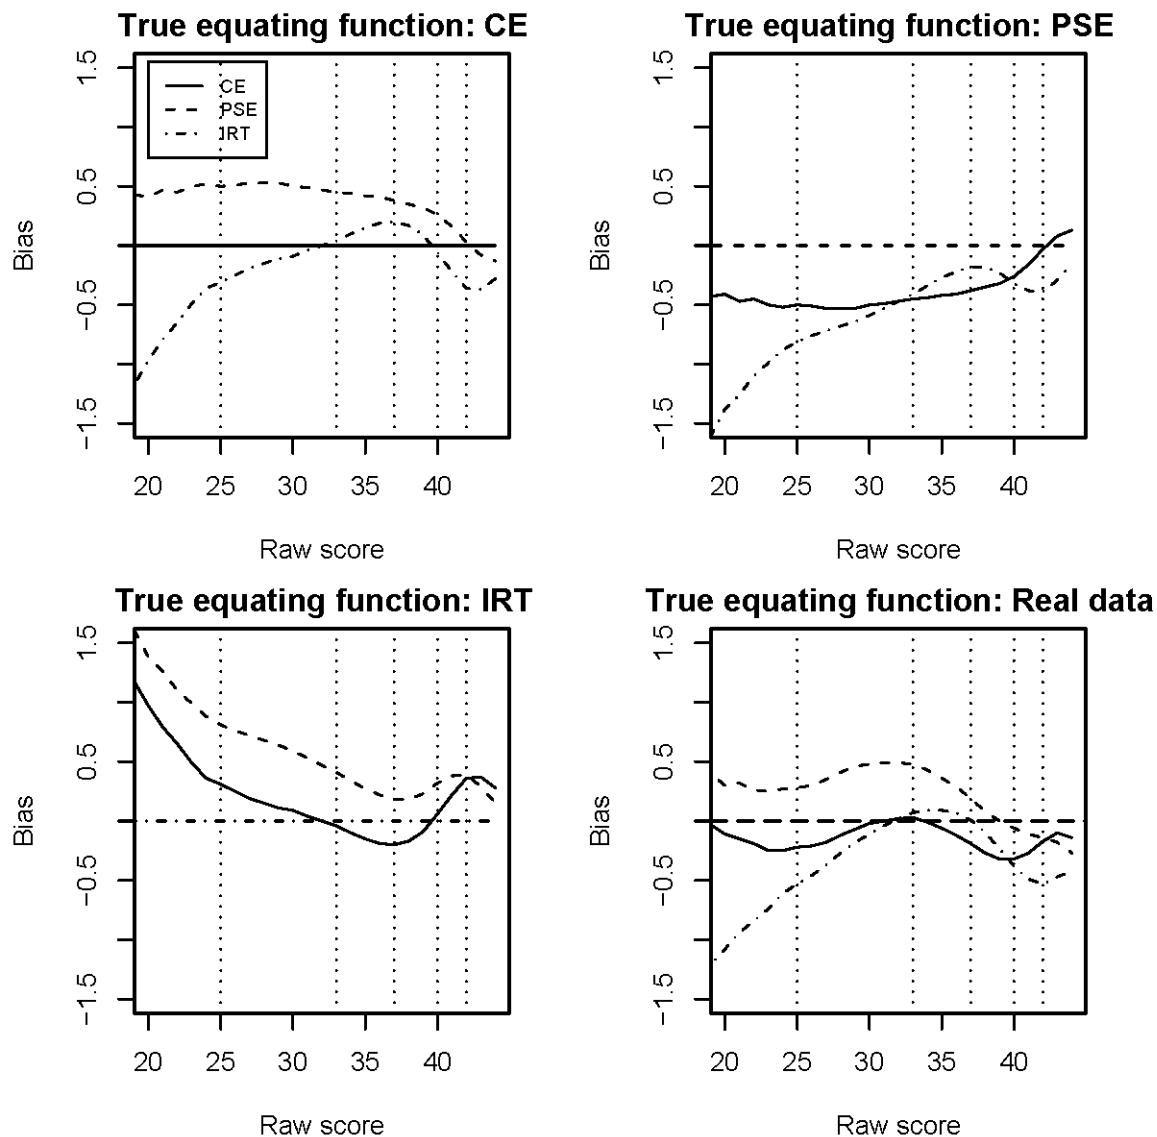 True equating function: CE
1.5
0.5
−0.5
−1.5
Bias
CE
PSE
IRT
20 25 30 35 40
Raw score
True equating function: PSE
1.5
0.5
−0.5
−1.5
Bias
20 25 30 35 40
Raw score
True equating function: IRT
1.5
0.5
−0.5
−1.5
Bias
20 25 30 35 40
Raw score
True equating function: Real data
1.5
0.5
−0.5
−1.5
Bias
20 25 30 35 40
Raw score